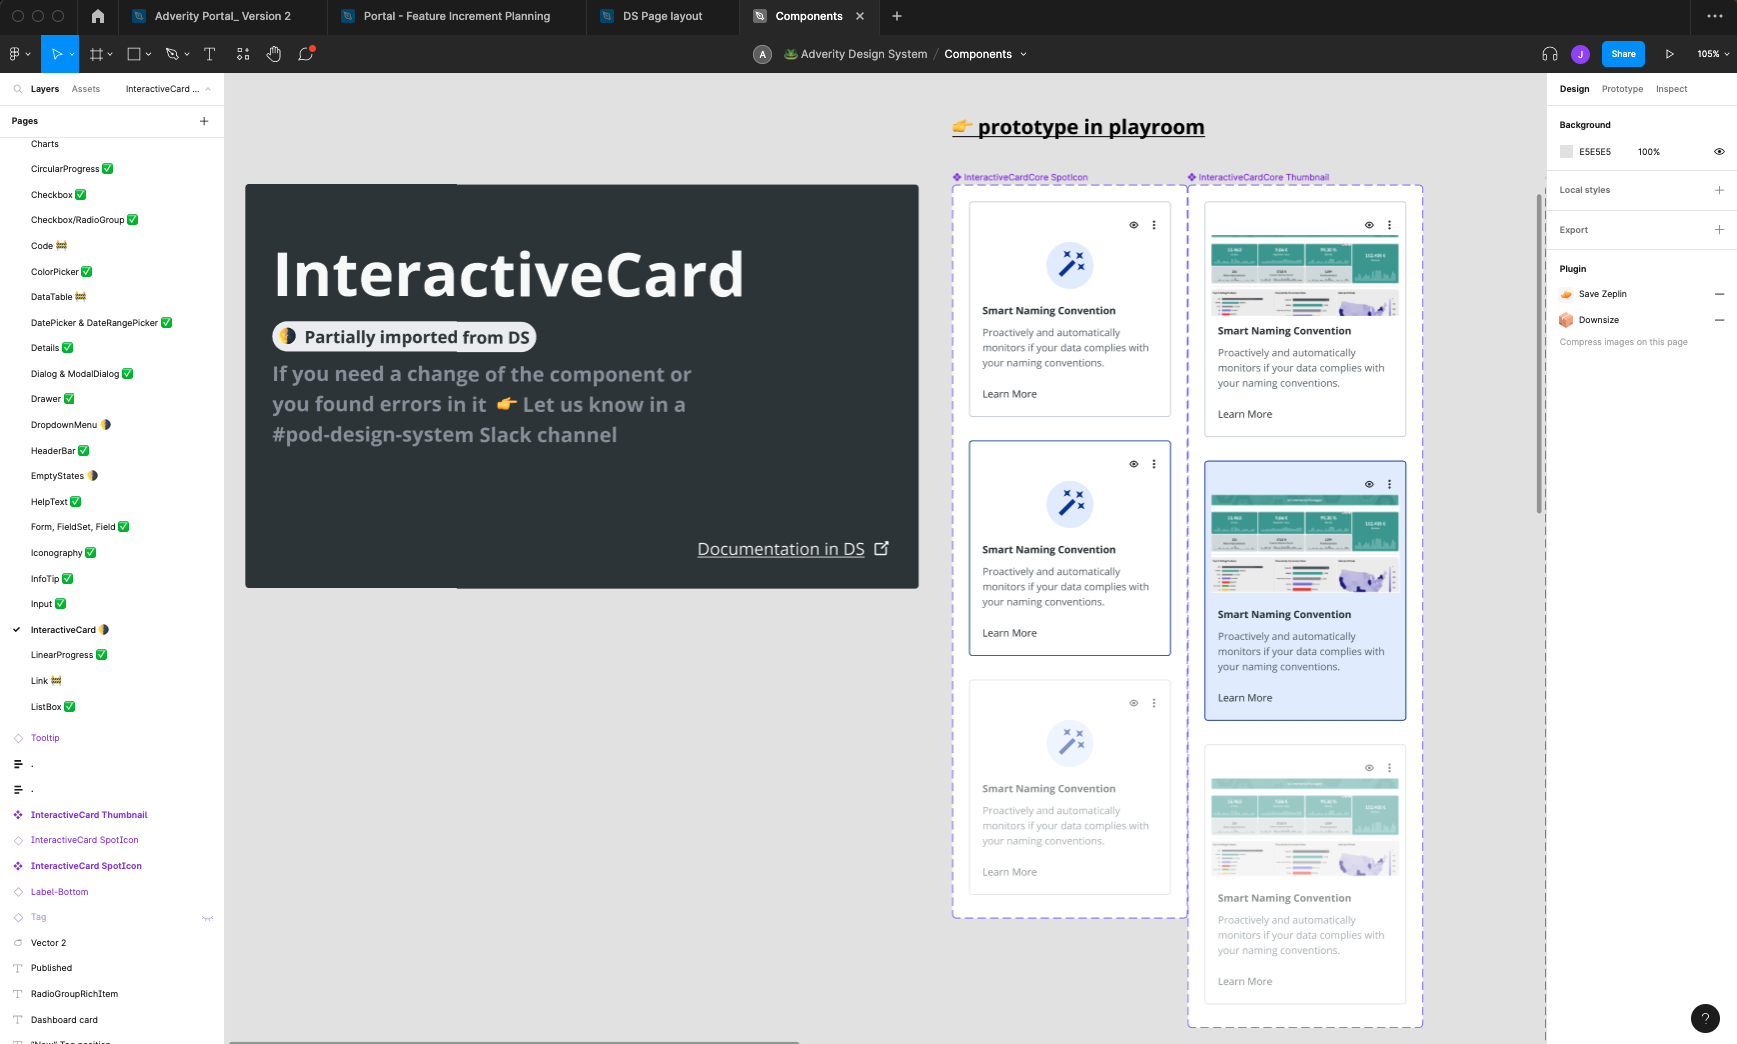 Adverity Portal_ Version 2
Portal - Feature Increment Planning
DS Page layout
Components
A
Adverity Design System / Components
J
Share
105%
Layers
Assets
InteractiveCard ...
Pages
Charts
CircularProgress
Checkbox
Checkbox/RadioGroup
Code
ColorPicker
DataTable
DatePicker & DateRangePicker
Details
Dialog & ModalDialog
Drawer
DropdownMenu
HeaderBar
EmptyStates
HelpText
Form, FieldSet, Field
Iconography
InfoTip
Input
InteractiveCard
LinearProgress
Link
ListBox
Tooltip
.
.
InteractiveCard Thumbnail
InteractiveCard SpotIcon
InteractiveCard SpotIcon
Label-Bottom
Tag
Vector 2
Published
RadioGroupRichItem
Dashboard card
InteractiveCard
Partially imported from DS
If you need a change of the component or
you found errors in it 👉 Let us know in a
#pod-design-system Slack channel
Documentation in DS
👉 prototype in playroom
InteractiveCardCore SpotIcon
Smart Naming Convention
Proactively and automatically
monitors if your data complies with
your naming conventions.
Learn More
Smart Naming Convention
Proactively and automatically
monitors if your data complies with
your naming conventions.
Learn More
Smart Naming Convention
Proactively and automatically
monitors if your data complies with
your naming conventions.
Learn More
InteractiveCardCore Thumbnail
Smart Naming Convention
Proactively and automatically
monitors if your data complies with
your naming conventions.
Learn More
Smart Naming Convention
Proactively and automatically
monitors if your data complies with
your naming conventions.
Learn More
Smart Naming Convention
Proactively and automatically
monitors if your data complies with
your naming conventions.
Learn More
Design
Prototype
Inspect
Background
E5E5E5
100%
Local styles
Export
Plugin
Save Zeplin
Downsize
Compress images on this page
?